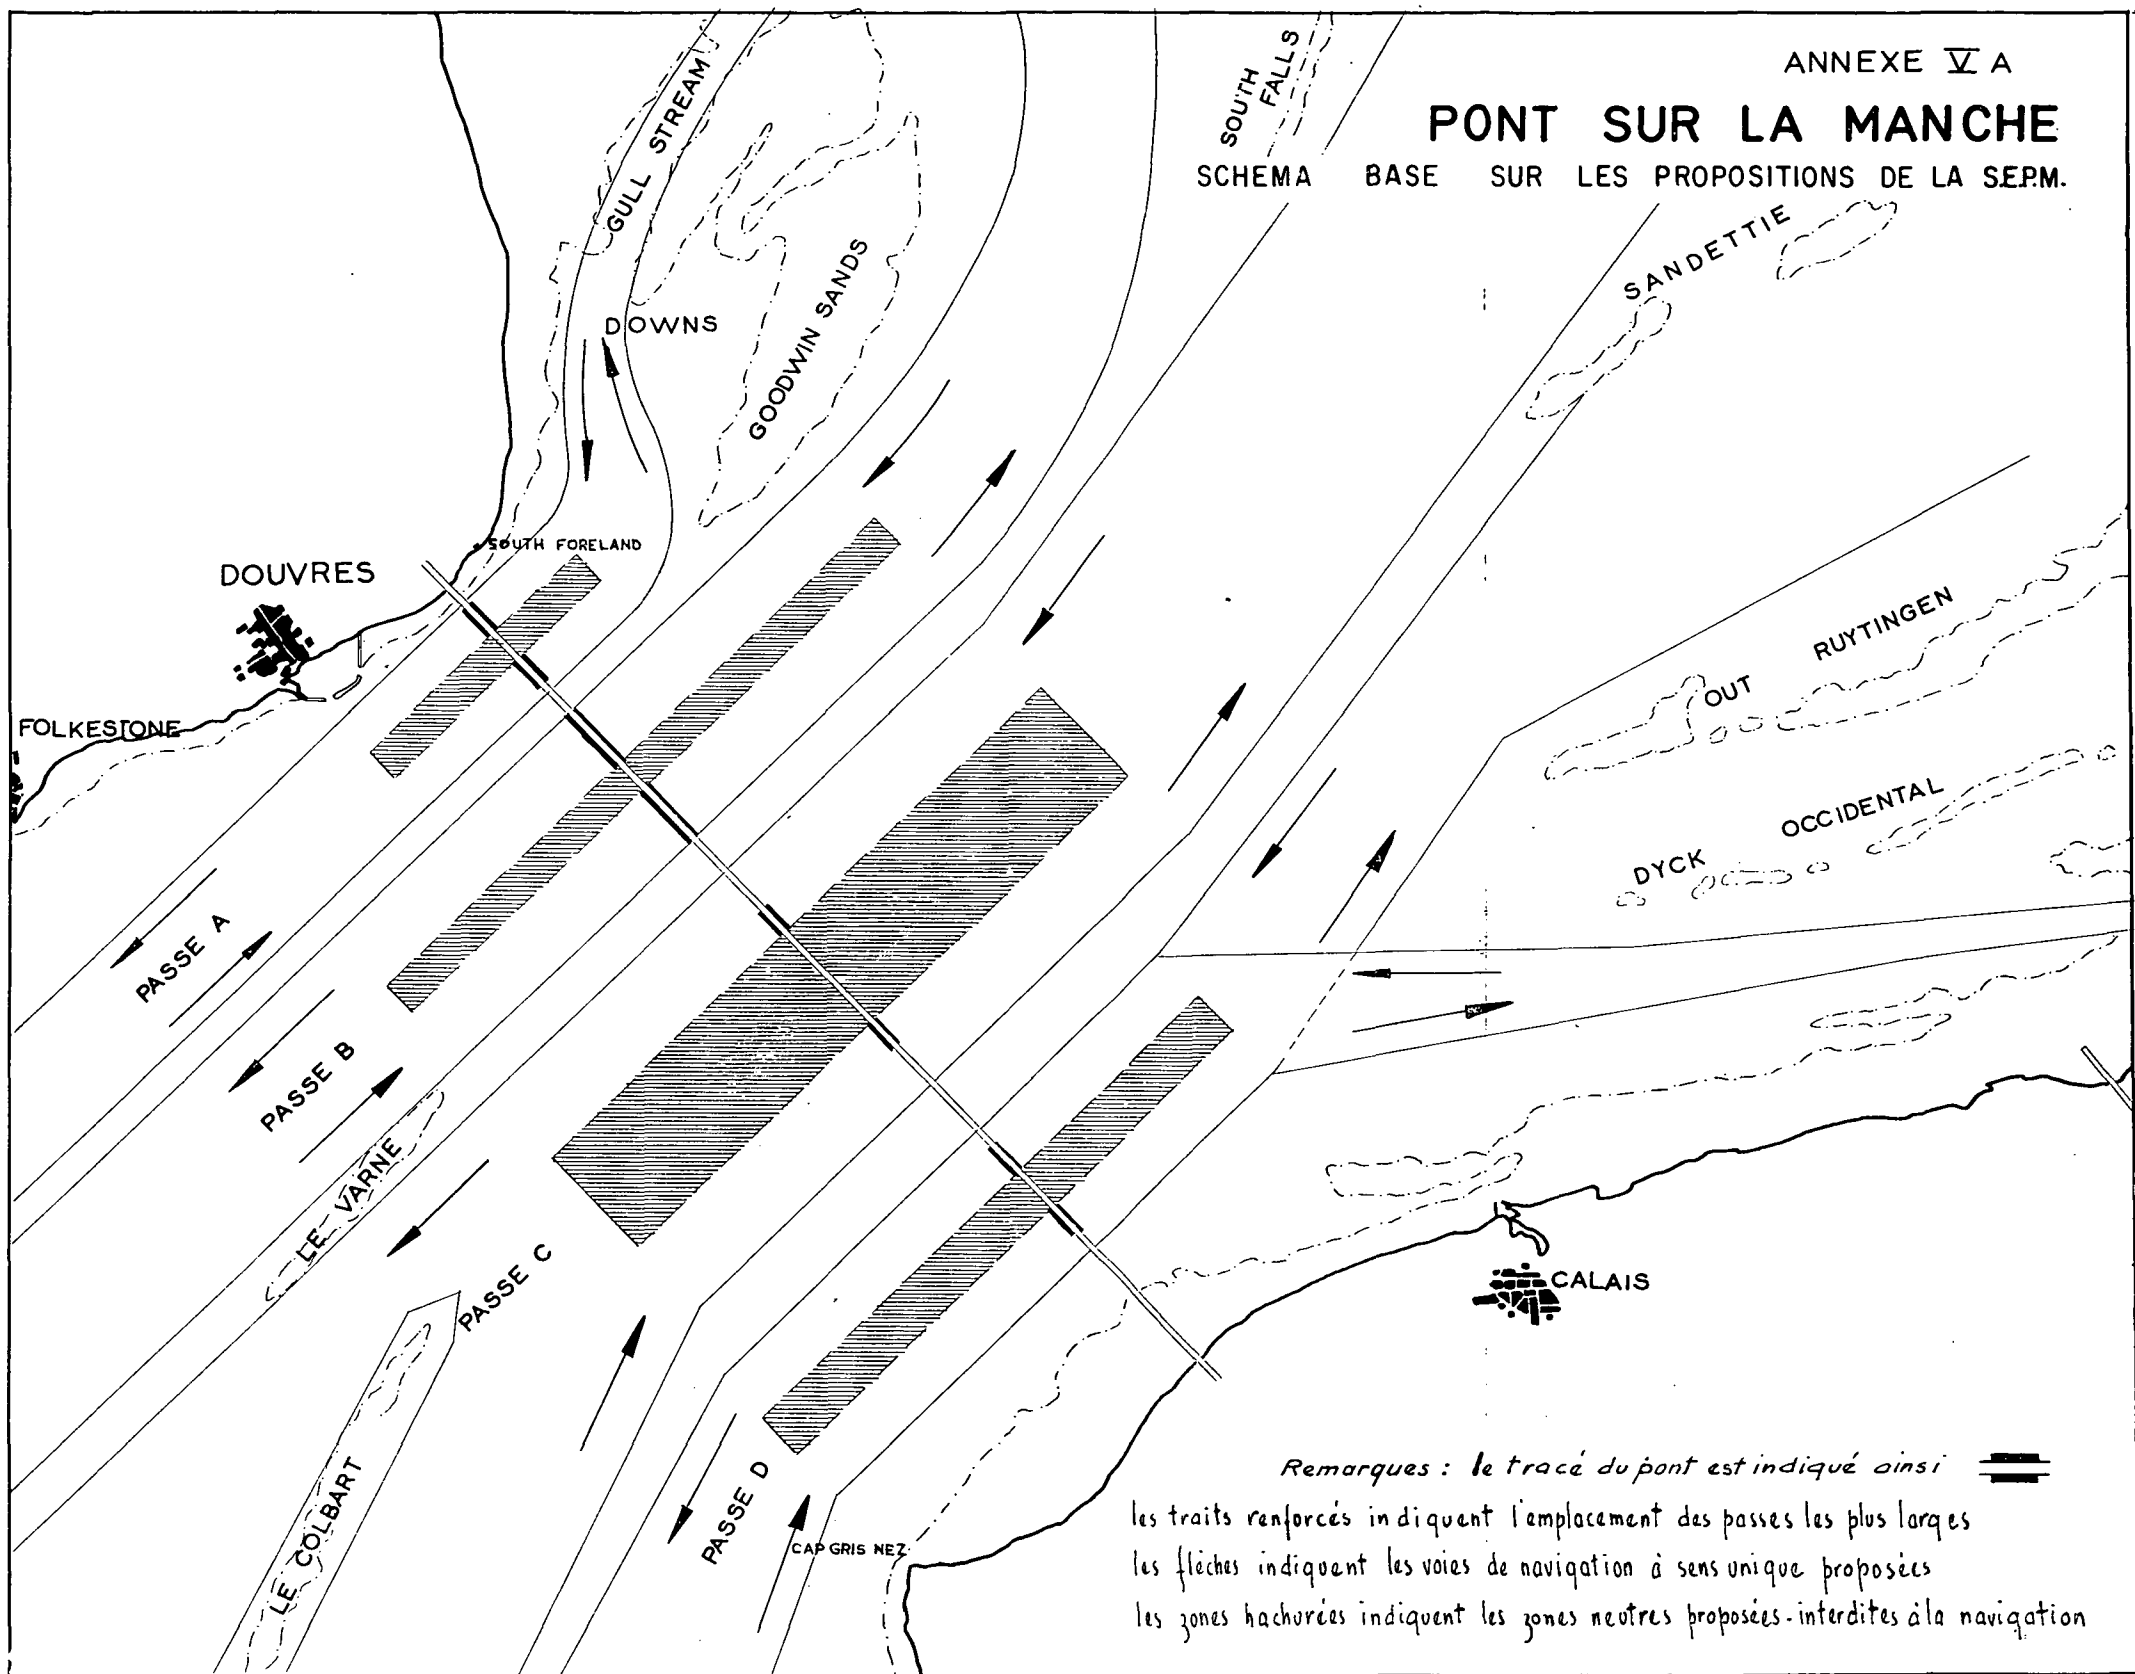 ANNEXE V A
PONT SUR LA MANCHE
SCHEMA BASE SUR LES PROPOSITIONS DE LA S.E.P.M.
SOUTH
FALLS
GULL STREAM
SANDETTIE
DOWNS
GOODWIN SANDS
SOUTH FORELAND
DOUVRES
RUYTINGEN
OUT
FOLKESTONE
OCCIDENTAL
DYCK
PASSE A
PASSE B
LE VARNE
PASSE C
CALAIS
LE COLBART
PASSE D
CAP GRIS NEZ
Remarques : le tracé du pont est indiqué ainsi
les traits renforcés indiquent l'emplacement des passes les plus larges
les flèches indiquent les voies de navigation à sens unique proposées
les zones hachurées indiquent les zones neutres proposées-interdites à la navigation